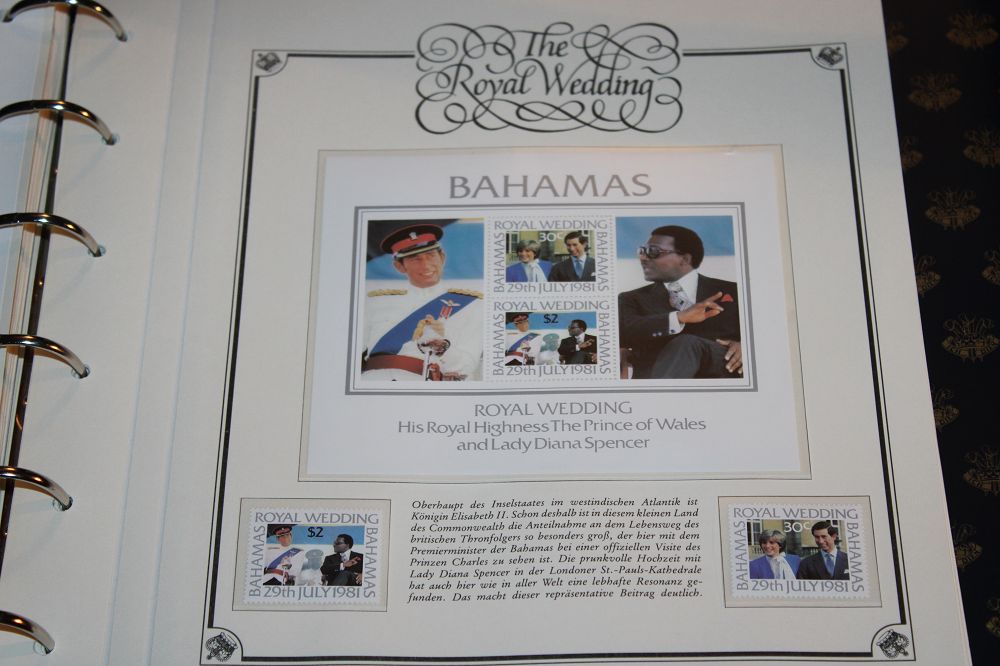 The
Royal Wedding
BAHAMAS
ROYAL WEDDING
BAHAMAS
30c
BAHAMAS
29th JULY 1981
ROYAL WEDDING
BAHAMAS
$2
BAHAMAS
29th JULY 1981
ROYAL WEDDING
His Royal Highness The Prince of Wales
and Lady Diana Spencer
ROYAL WEDDING
BAHAMAS
$2
BAHAMAS
29th JULY 1981
Oberhaupt des Inselstaates im westindischen Atlantik ist
Königin Elisabeth II. Schon deshalb ist in diesem kleinen Land
des Commonwealth die Anteilnahme an dem Lebensweg des
britischen Thronfolgers so besonders groß, der hier mit dem
Premierminister der Bahamas bei einer offiziellen Visite des
Prinzen Charles zu sehen ist. Die prunkvolle Hochzeit mit
Lady Diana Spencer in der Londoner St.-Pauls-Kathedrale
hat auch hier wie in aller Welt eine lebhafte Resonanz ge-
funden. Das macht dieser repräsentative Beitrag deutlich.
ROYAL WEDDING
BAHAMAS
30c
BAHAMAS
29th JULY 1981